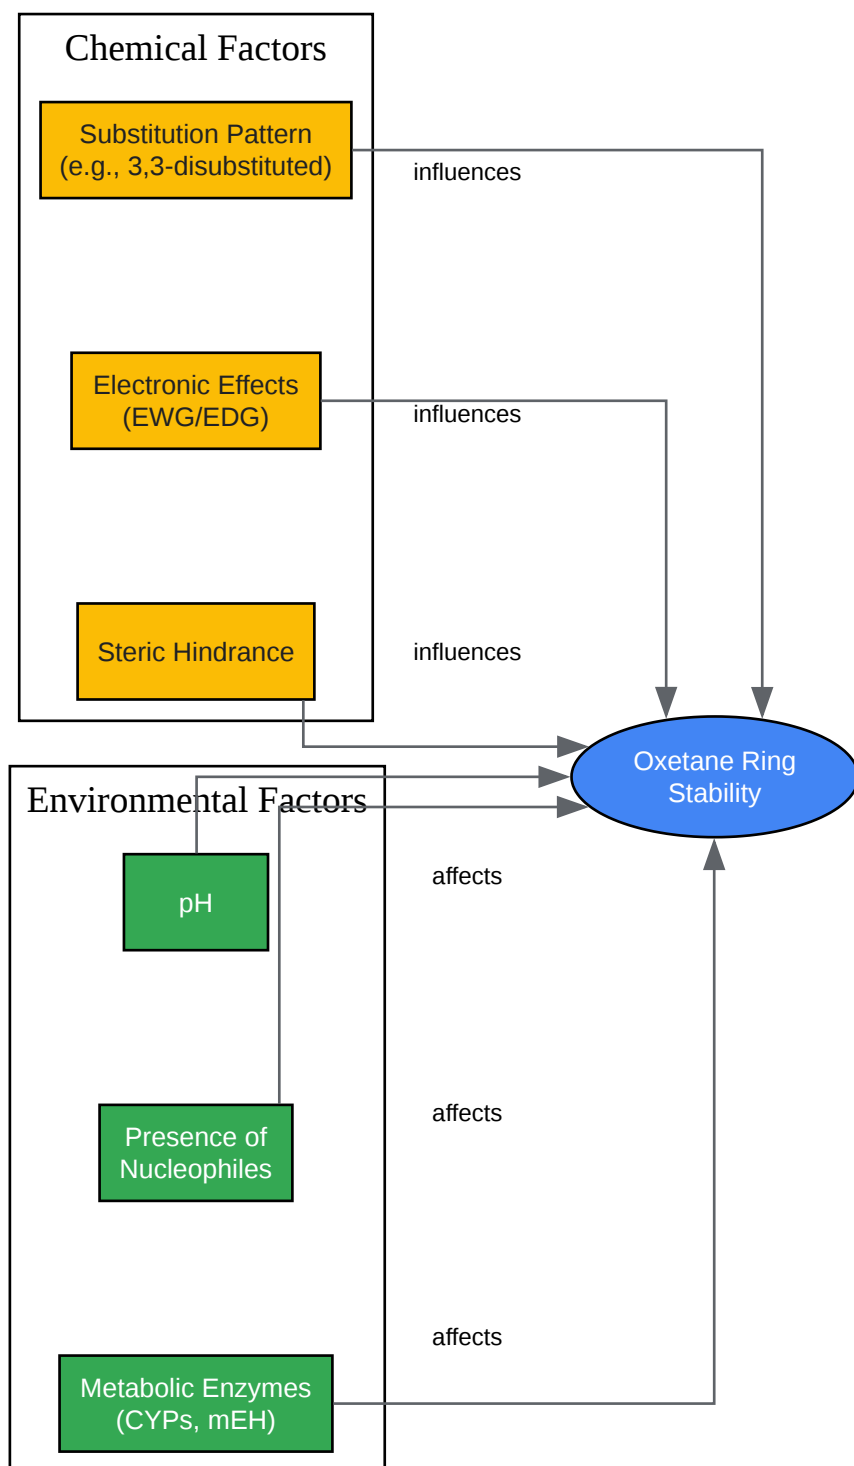 Chemical Factors
Substitution Pattern
(e.g., 3,3-disubstituted)
influences
Electronic Effects
(EWG/EDG)
influences
Steric Hindrance
influences
Oxetane Ring
Stability
Environmental Factors
pH
affects
Presence of
Nucleophiles
affects
affects
Metabolic Enzymes
(CYPs, mEH)